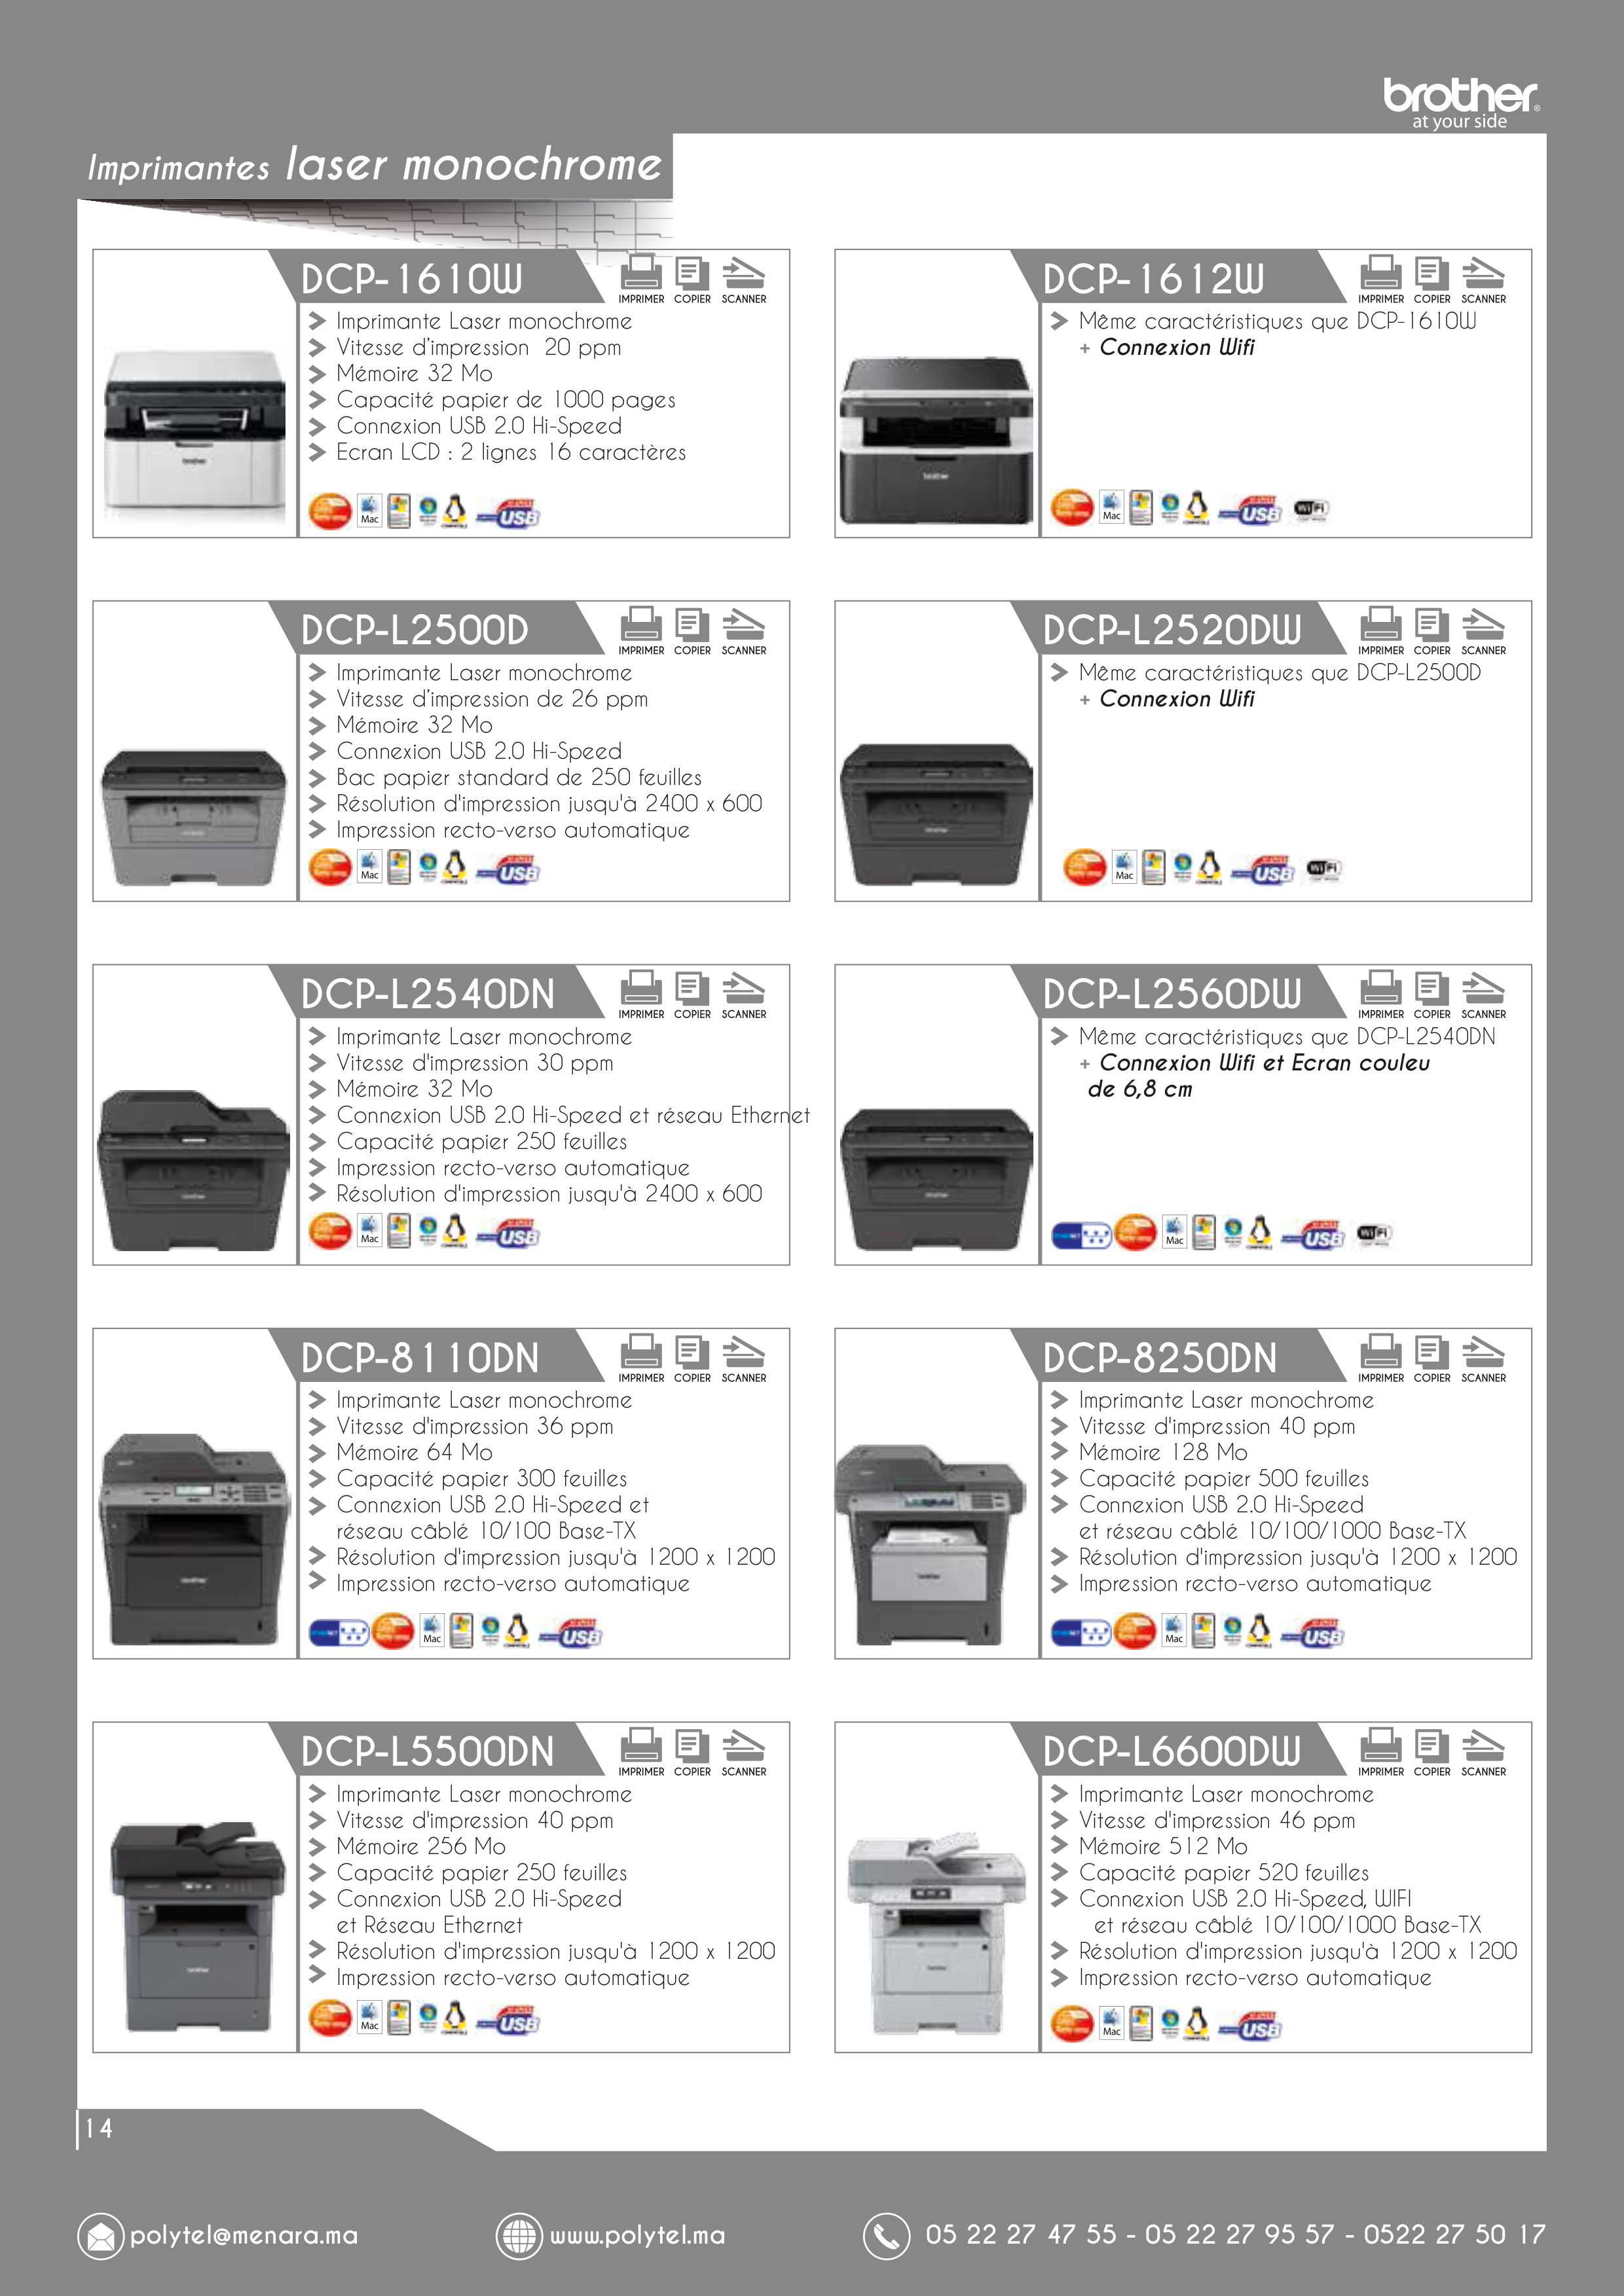 brother
at your side
Imprimantes laser monochrome
DCP-1610W
IMPRIMER COPIER SCANNER
Imprimante Laser monochrome
Vitesse d’impression 20 ppm
Mémoire 32 Mo
Capacité papier de 1000 pages
Connexion USB 2.0 Hi-Speed
Ecran LCD : 2 lignes 16 caractères
Mac
USB
DCP-1612W
IMPRIMER COPIER SCANNER
Même caractéristiques que DCP-1610W
+ Connexion Wifi
Mac
USB
WiFi
DCP-L2500D
IMPRIMER COPIER SCANNER
Imprimante Laser monochrome
Vitesse d’impression de 26 ppm
Mémoire 32 Mo
Connexion USB 2.0 Hi-Speed
Bac papier standard de 250 feuilles
Résolution d'impression jusqu'à 2400 x 600
Impression recto-verso automatique
Mac
USB
DCP-L2520DW
IMPRIMER COPIER SCANNER
Même caractéristiques que DCP-L2500D
+ Connexion Wifi
Mac
USB
WiFi
DCP-L2540DN
IMPRIMER COPIER SCANNER
Imprimante Laser monochrome
Vitesse d'impression 30 ppm
Mémoire 32 Mo
Connexion USB 2.0 Hi-Speed et réseau Ethernet
Capacité papier 250 feuilles
Impression recto-verso automatique
Résolution d'impression jusqu'à 2400 x 600
Mac
USB
DCP-L2560DW
IMPRIMER COPIER SCANNER
Même caractéristiques que DCP-L2540DN
+ Connexion Wifi et Ecran couleu
de 6,8 cm
Mac
USB
WiFi
DCP-8110DN
IMPRIMER COPIER SCANNER
Imprimante Laser monochrome
Vitesse d'impression 36 ppm
Mémoire 64 Mo
Capacité papier 300 feuilles
Connexion USB 2.0 Hi-Speed et
réseau câblé 10/100 Base-TX
Résolution d'impression jusqu'à 1200 x 1200
Impression recto-verso automatique
Mac
USB
DCP-8250DN
IMPRIMER COPIER SCANNER
Imprimante Laser monochrome
Vitesse d'impression 40 ppm
Mémoire 128 Mo
Capacité papier 500 feuilles
Connexion USB 2.0 Hi-Speed
et réseau câblé 10/100/1000 Base-TX
Résolution d'impression jusqu'à 1200 x 1200
Impression recto-verso automatique
Mac
USB
DCP-L5500DN
IMPRIMER COPIER SCANNER
Imprimante Laser monochrome
Vitesse d'impression 40 ppm
Mémoire 256 Mo
Capacité papier 250 feuilles
Connexion USB 2.0 Hi-Speed
et Réseau Ethernet
Résolution d'impression jusqu'à 1200 x 1200
Impression recto-verso automatique
Mac
USB
DCP-L6600DW
IMPRIMER COPIER SCANNER
Imprimante Laser monochrome
Vitesse d'impression 46 ppm
Mémoire 512 Mo
Capacité papier 520 feuilles
Connexion USB 2.0 Hi-Speed, WIFI
et réseau câblé 10/100/1000 Base-TX
Résolution d'impression jusqu'à 1200 x 1200
Impression recto-verso automatique
Mac
USB
14
polytel@menara.ma
www.polytel.ma
05 22 27 47 55 - 05 22 27 95 57 - 0522 27 50 17